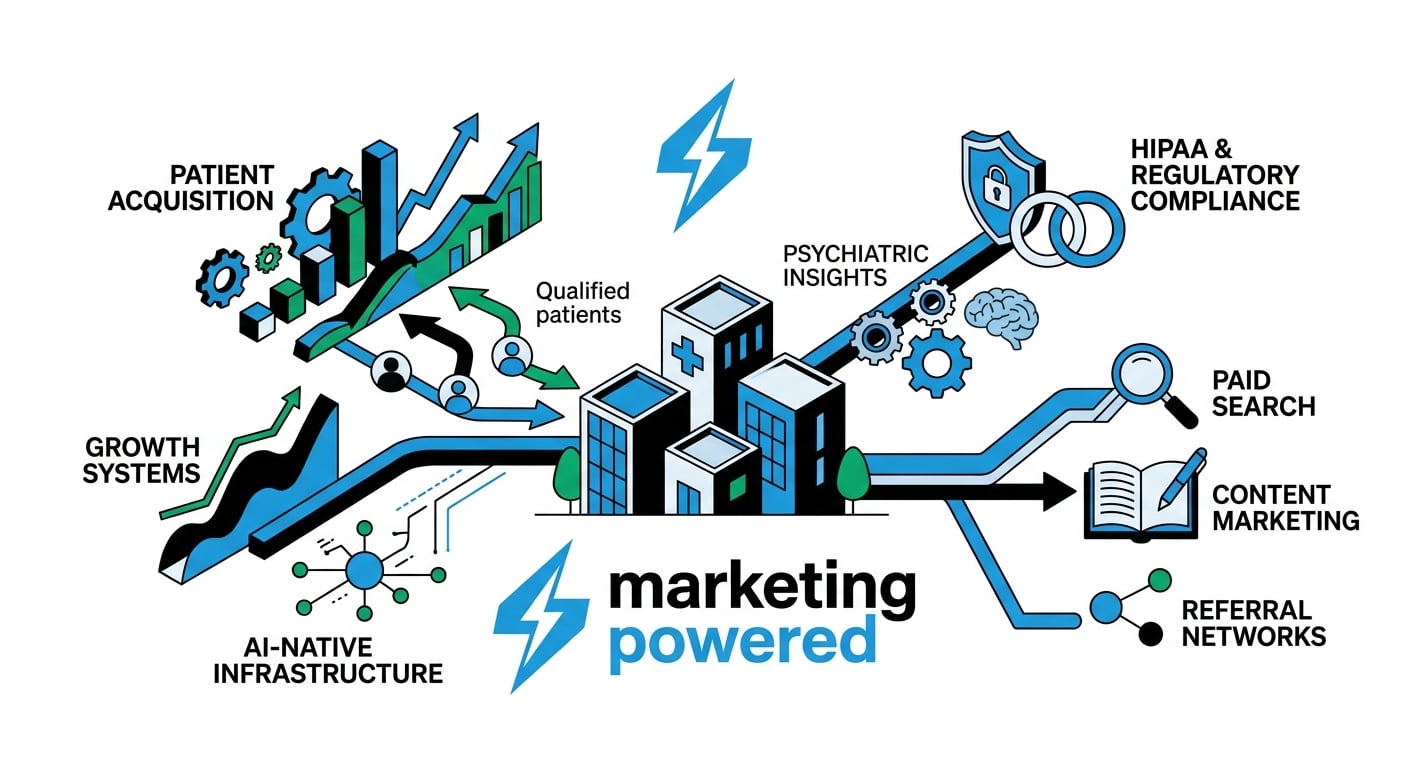 PATIENT
ACQUISITION
HIPAA &
REGULATORY
COMPLIANCE
PSYCHIATRIC
INSIGHTS
Qualified
patients
PAID
SEARCH
GROWTH
SYSTEMS
CONTENT
MARKETING
AI-NATIVE
INFRASTRUCTURE
marketing
powered
REFERRAL
NETWORKS